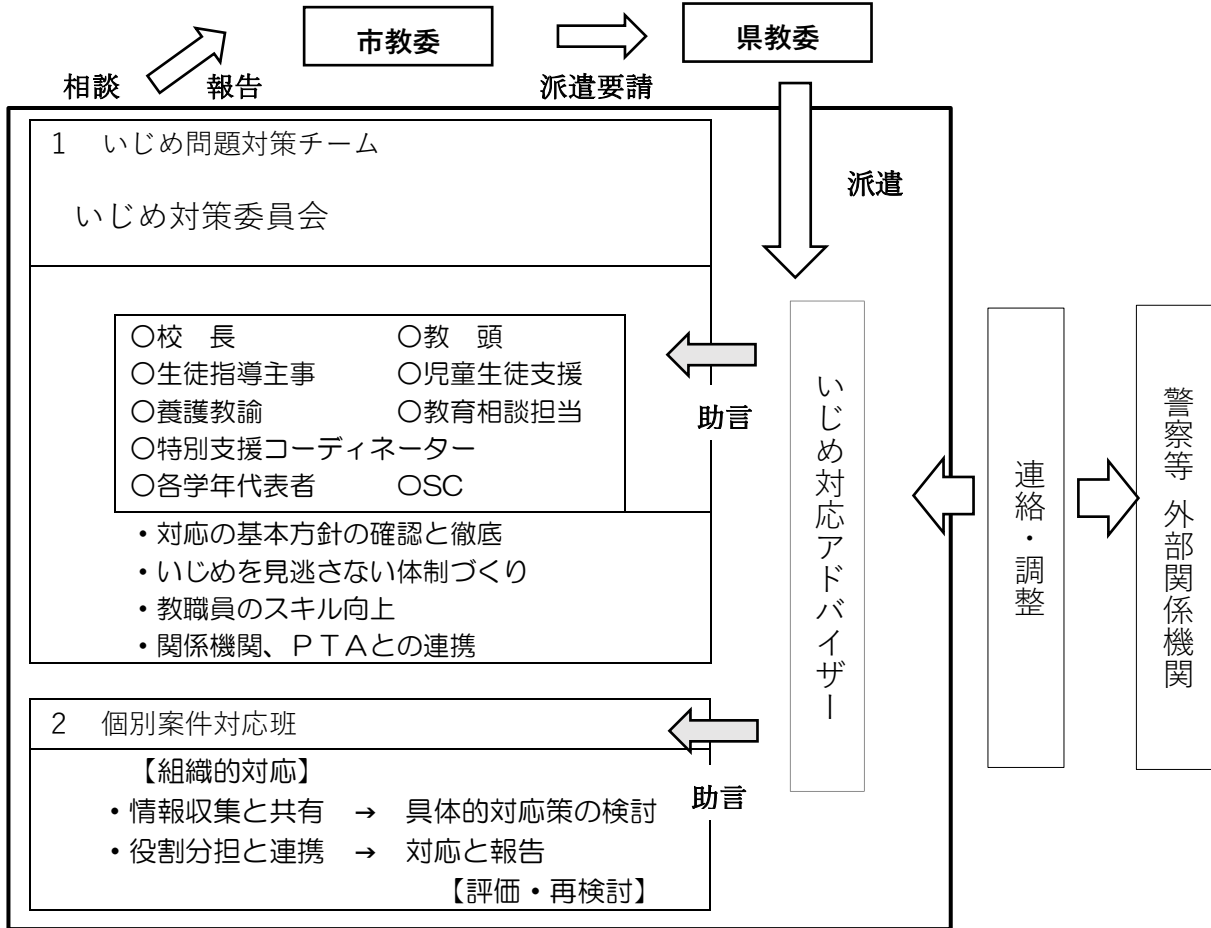 市教委
県教委
相談
報告
派遣要請
1　いじめ問題対策チーム
いじめ対策委員会
派遣
○校　長　○教　頭
○生徒指導主事　○児童生徒支援
○養護教諭　○教育相談担当
○特別支援コーディネーター
○各学年代表者　○SC
・対応の基本方針の確認と徹底
・いじめを見逃さない体制づくり
・教職員のスキル向上
・関係機関、ＰＴＡとの連携
助言
いじめ対応アドバイザー
連絡・調整
警察等 外部関係機関
2　個別案件対応班
【組織的対応】
・情報収集と共有　→　具体的対応策の検討
・役割分担と連携　→　対応と報告
【評価・再検討】
助言